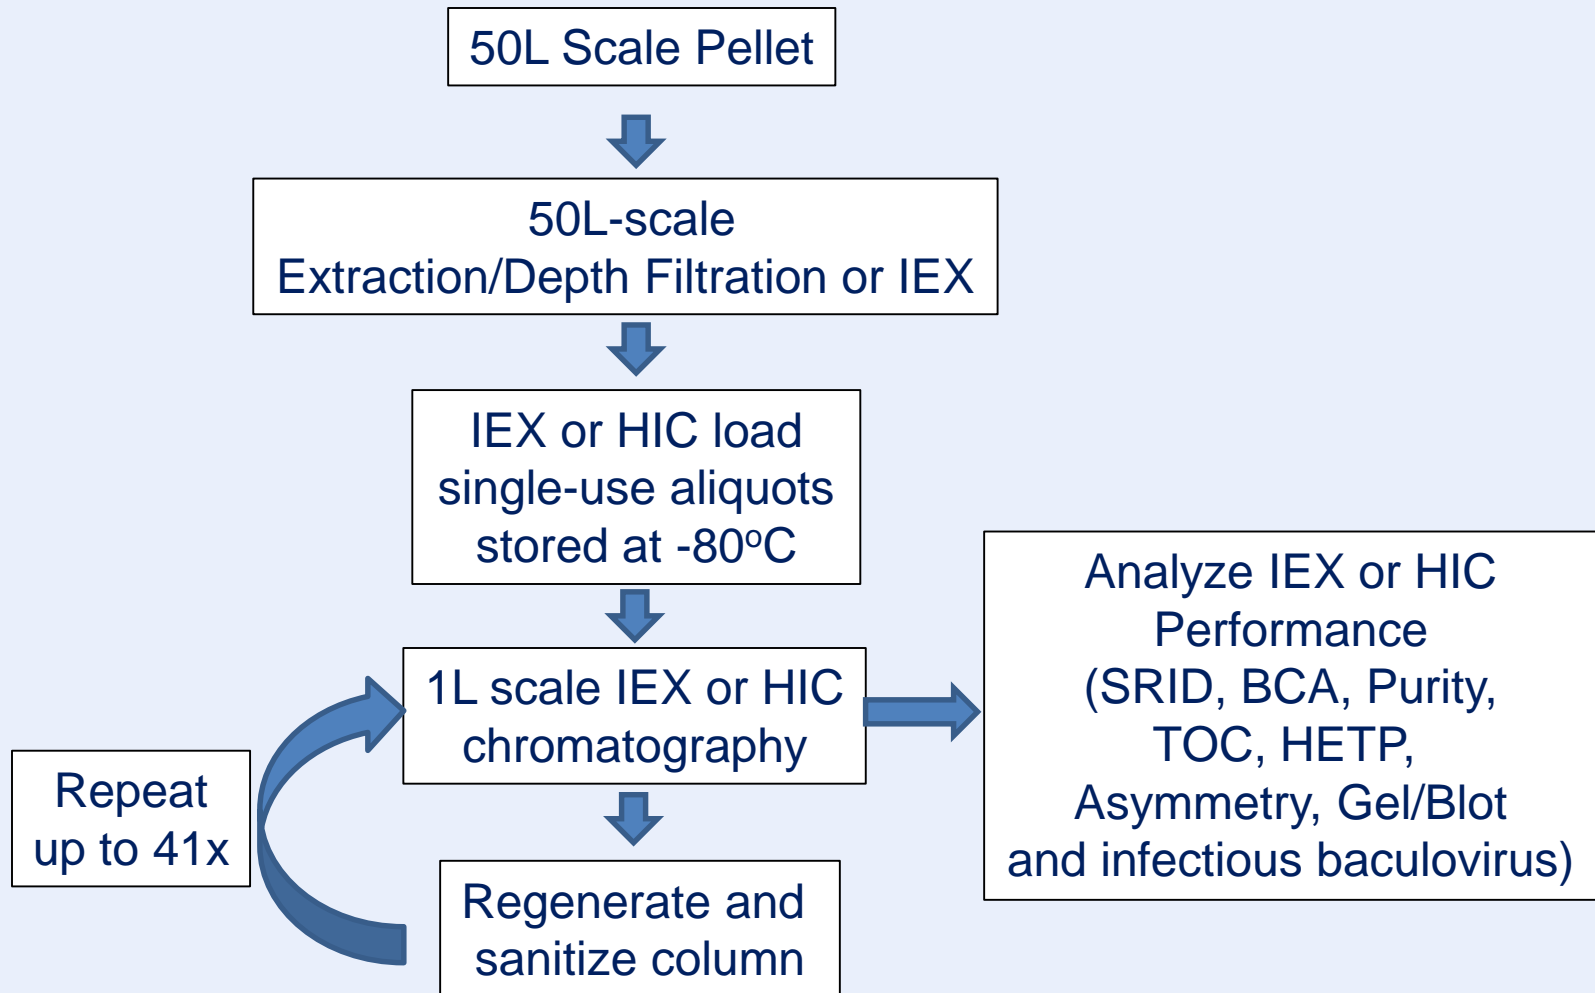 50L Scale Pellet
50L-scale
Extraction/Depth Filtration or IEX
IEX or HIC load
single-use aliquots
stored at -80ºC
1L scale IEX or HIC
chromatography
Analyze IEX or HIC
Performance
(SRID, BCA, Purity,
TOC, HETP,
Asymmetry, Gel/Blot
and infectious baculovirus)
Repeat
up to 41x
Regenerate and
sanitize column